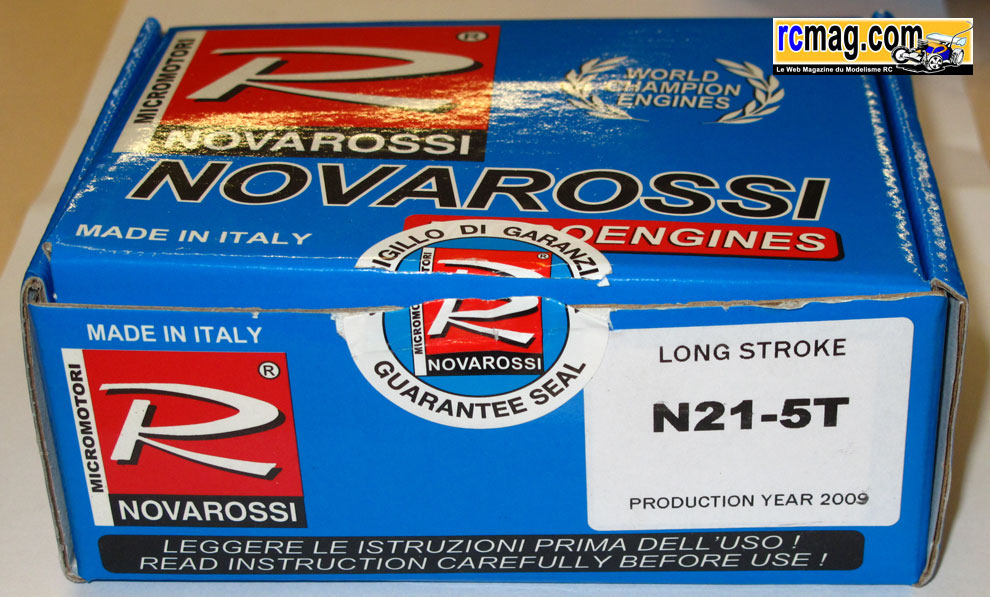 rcmag.com
Le Web Magazine du Modelisme RC
MICROMOTORI
R
®
NOVAROSSI
WORLD
CHAMPION
ENGINES
NOVAROSSI
MADE IN ITALY
OENGINES
IGILLO DI GARANZI
MICROMOTORI
R
®
NOVAROSSI
GUARANTEE SEAL
MADE IN ITALY
MICROMOTORI
R
®
NOVAROSSI
LONG STROKE
N21-5T
PRODUCTION YEAR 2009
LEGGERE LE ISTRUZIONI PRIMA DELL'USO !
READ INSTRUCTION CAREFULLY BEFORE USE !